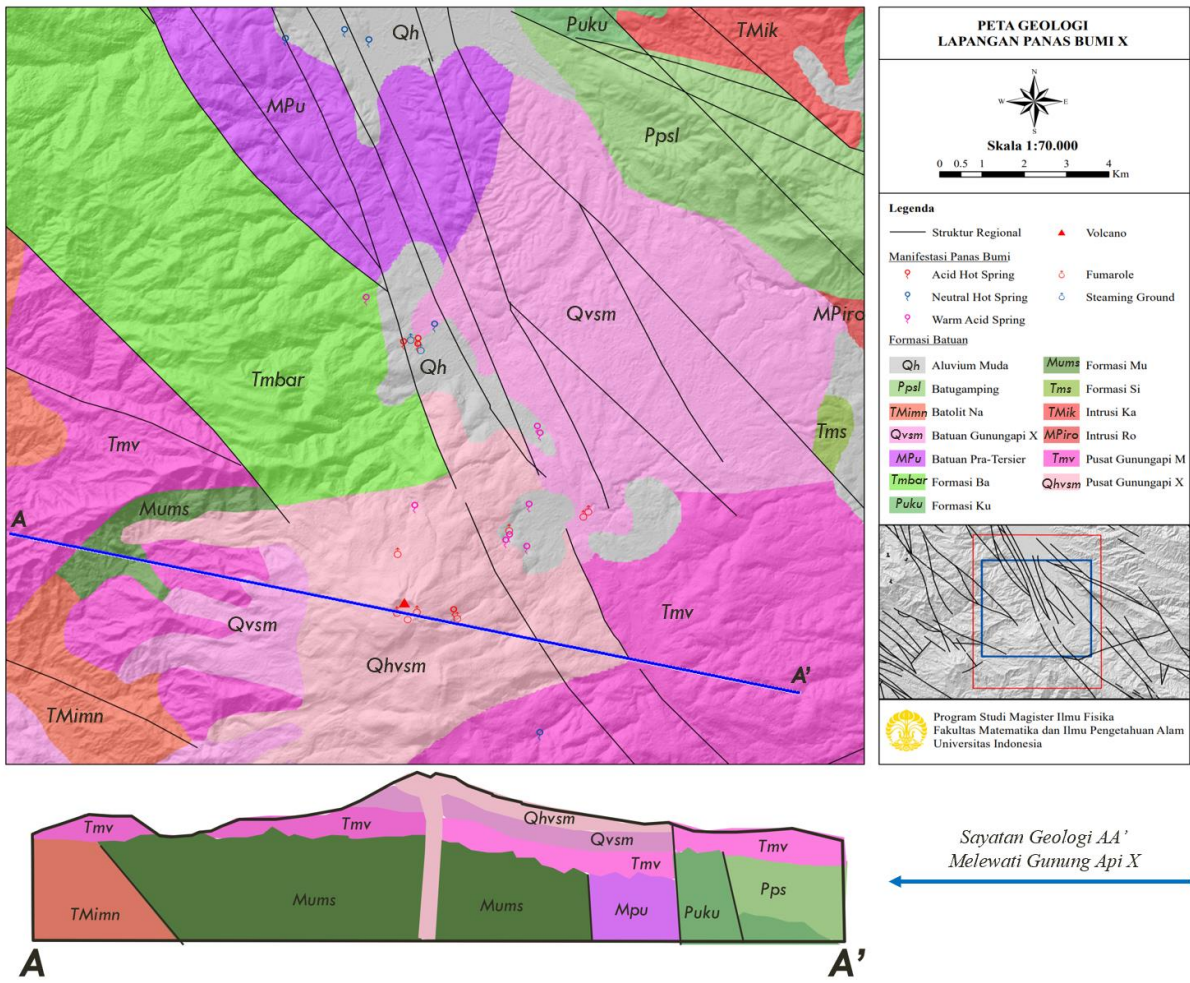 Qh
Puku
TMik
MPu
Ppsl
Qvsm
MPiro
Tmbar
Qh
Tms
Tmv
Mums
A
Qvsm
Tmv
Qhvsm
A’
TMimn
PETA GEOLOGI
LAPANGAN PANAS BUMI X
N
W
E
S
Skala 1:70.000
0 0.5 1 2 3 4
Km
Legenda
Struktur Regional
Volcano
Manifestasi Panas Bumi
Acid Hot Spring
Fumarole
Neutral Hot Spring
Steaming Ground
Warm Acid Spring
Formasi Batuan
Qh Aluvium Muda
Mums Formasi Mu
Ppsl Batugamping
Tms Formasi Si
TMimn Batolit Na
TMik Intrusi Ka
Qvsm Batuan Gunungapi X
MPiro Intrusi Ro
MPu Batuan Pra-Tersier
Tmv Pusat Gunungapi M
Tmbar Formasi Ba
Qhvsm Pusat Gunungapi X
Puku Formasi Ku
Program Studi Magister Ilmu Fisika
Fakultas Matematika dan Ilmu Pengetahuan Alam
Universitas Indonesia
Tmv
Tmv
Qhvsm
Qvsm
Tmv
Tmv
TMimn
Mums
Mums
Mpu
Puku
Pps
A
A’
Sayatan Geologi AA’
Melewati Gunung Api X